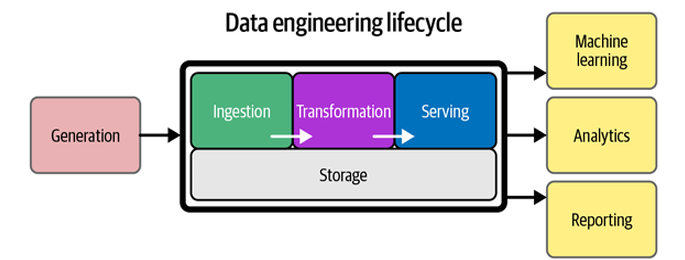 Data engineering lifecycle
Generation
Ingestion
Transformation
Serving
Storage
Machine
learning
Analytics
Reporting